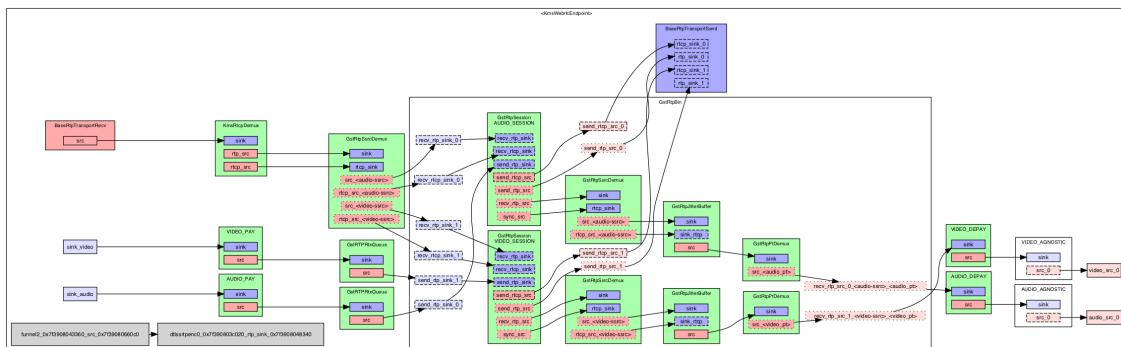 <KmsWebrtcEndpoint>
BaseRtpTransportSend
rtcp_sink_0
rtp_sink_0
rtcp_sink_1
rtp_sink_1
GstRtpBin
BaseRtpTransportRecv
src
KmsRtcpDemux
sink
rtp_src
rtcp_src
GstRtpSsrcDemux
sink
rtcp_sink
src_<audio-ssrc>
rtcp_src_<audio-ssrc>
src_<video-ssrc>
rtcp_src_<video-ssrc>
recv_rtp_sink_0
recv_rtcp_sink_0
recv_rtp_sink_1
recv_rtcp_sink_1
send_rtp_sink_1
send_rtp_sink_0
GstRtpSession
AUDIO_SESSION
recv_rtp_sink
recv_rtcp_sink
send_rtp_sink
send_rtcp_src
send_rtp_src
recv_rtp_src
sync_src
send_rtcp_src_0
send_rtp_src_0
GstRtpSsrcDemux
sink
rtcp_sink
src_<audio-ssrc>
rtcp_src_<audio-ssrc>
GstRtpJitterBuffer
sink
sink_rtcp
src
GstRtpPtDemux
sink
src_<audio_pt>
recv_rtp_src_0_<audio-ssrc>_<audio_pt>
sink_video
VIDEO_PAY
sink
src
GstRTPRtxQueue
sink
src
sink_audio
AUDIO_PAY
sink
src
GstRTPRtxQueue
sink
src
GstRtpSession
VIDEO_SESSION
recv_rtp_sink
recv_rtcp_sink
send_rtp_sink
send_rtcp_src
send_rtp_src
recv_rtp_src
sync_src
send_rtcp_src_1
send_rtp_src_1
GstRtpSsrcDemux
sink
rtcp_sink
src_<video-ssrc>
rtcp_src_<video-ssrc>
GstRtpJitterBuffer
sink
sink_rtcp
src
GstRtpPtDemux
sink
src_<video_pt>
recv_rtp_src_1_<video-ssrc>_<video_pt>
VIDEO_DEPAY
sink
src
VIDEO_AGNOSTIC
sink
src_0
video_src_0
AUDIO_DEPAY
sink
src
AUDIO_AGNOSTIC
sink
src_0
audio_src_0